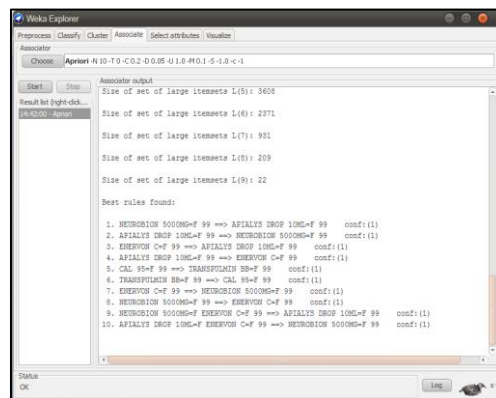 Weka Explorer
Preprocess Classify Cluster Associate Select attributes Visualize
Associator
Choose Apriori -N 10 -T 0 -C 0.2 -D 0.05 -U 1.0 -M 0.1 -S -1.0 -c -1
Start Stop
Associator output
Result list (right-click...
14:42:00 - Apriori
Size of set of large itemsets L(5): 3608
Size of set of large itemsets L(6): 2371
Size of set of large itemsets L(7): 931
Size of set of large itemsets L(8): 209
Size of set of large itemsets L(9): 22
Best rules found:
1. NEUROBION 5000MG=F 99 ==> APIALYS DROP 10ML=F 99 conf:(1)
2. APIALYS DROP 10ML=F 99 ==> NEUROBION 5000MG=F 99 conf:(1)
3. ENERVON C=F 99 ==> APIALYS DROP 10ML=F 99 conf:(1)
4. APIALYS DROP 10ML=F 99 ==> ENERVON C=F 99 conf:(1)
5. CAL 95=F 99 ==> TRANSPULMIN BB=F 99 conf:(1)
6. TRANSPULMIN BB=F 99 ==> CAL 95=F 99 conf:(1)
7. ENERVON C=F 99 ==> NEUROBION 5000MG=F 99 conf:(1)
8. NEUROBION 5000MG=F 99 ==> ENERVON C=F 99 conf:(1)
9. NEUROBION 5000MG=F ENERVON C=F 99 ==> APIALYS DROP 10ML=F 99 conf:(1)
10. APIALYS DROP 10ML=F ENERVON C=F 99 ==> NEUROBION 5000MG=F 99 conf:(1)
Status
OK
Log